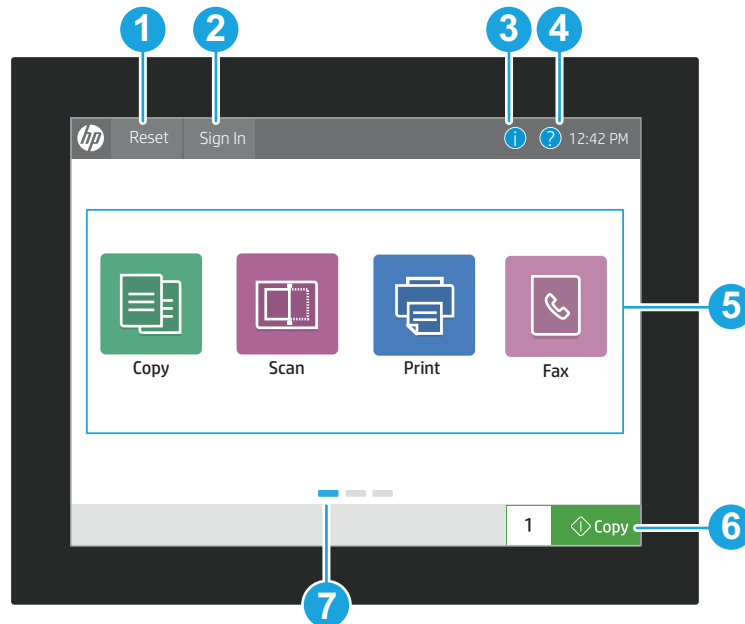 1 2 3 4
hp Reset Sign In i ? 12:42 PM
5
Copy Scan Print Fax
1 Copy 6
7